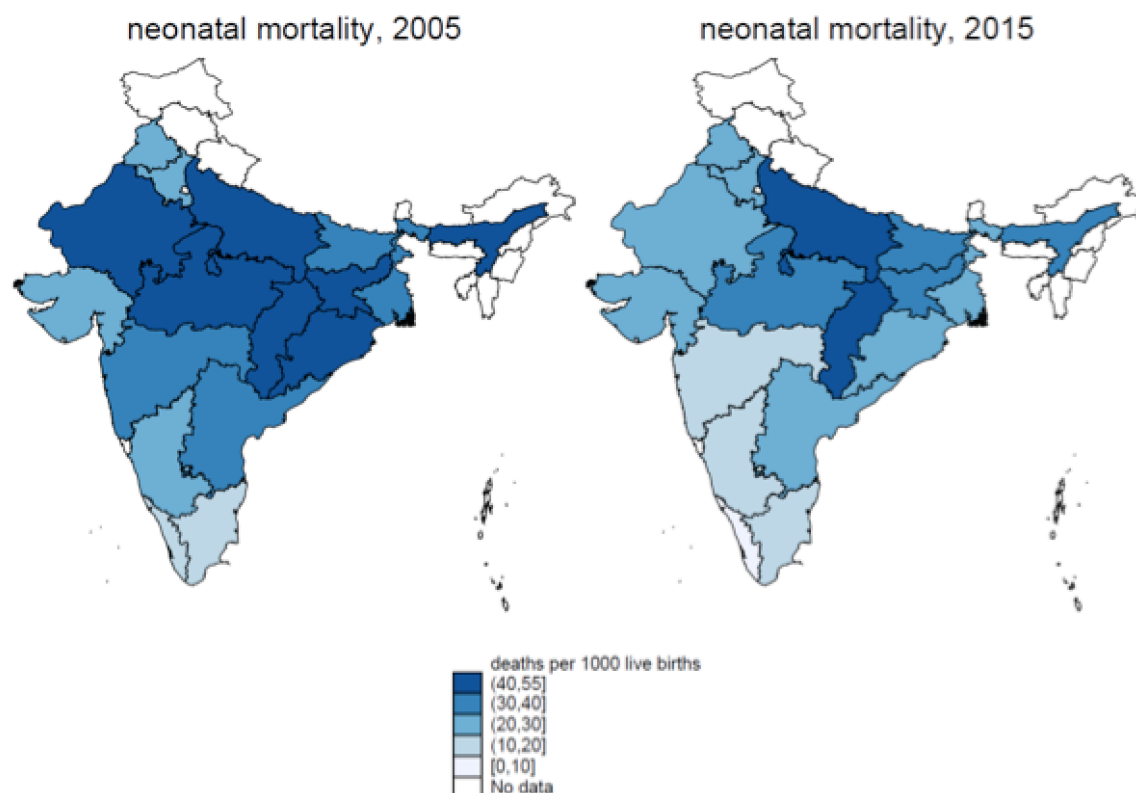 neonatal mortality, 2005
neonatal mortality, 2015
deaths per 1000 live births
(40,55]
(30,40]
(20,30]
(10,20]
[0,10]
No data